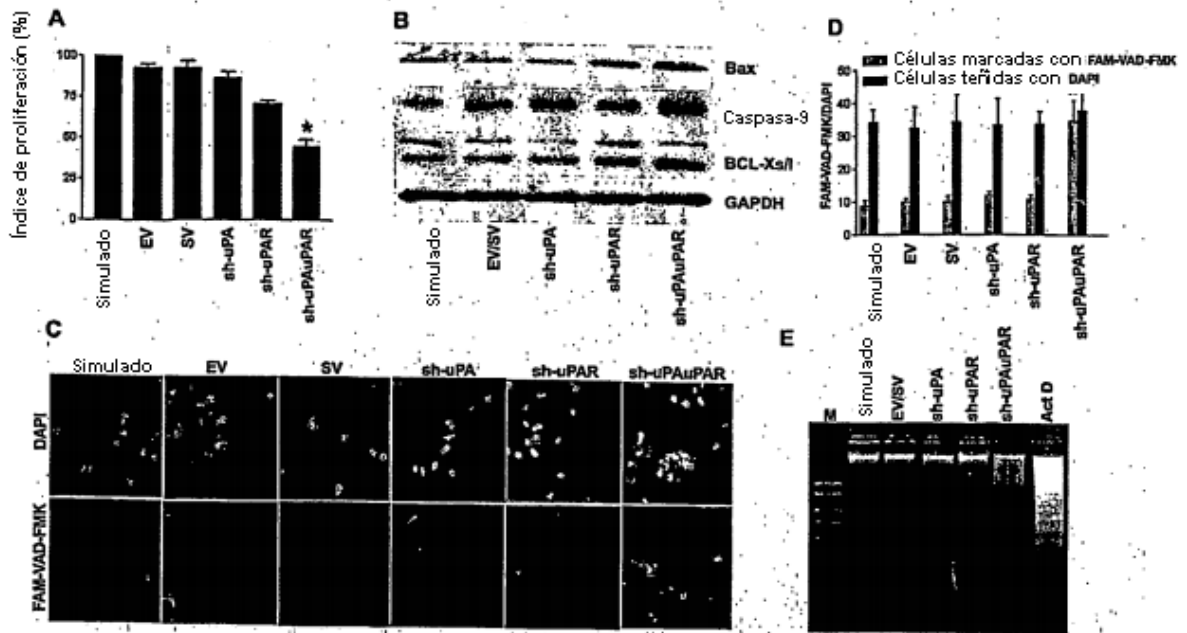 A
Índice de proliferación (%)
100
75
50
25
0
*
Simulado
EV
SV
sh-uPA
sh-uPAR
sh-uPAuPAR
B
Bax
Caspasa-9
BCL-Xs/l
GAPDH
Simulado
EV/SV
sh-uPA
sh-uPAR
sh-uPAuPAR
D
Células marcadas con FAM-VAD-FMK
Células teñidas con DAPI
FAM-VAD-FMK/DAPI
50
40
30
20
10
0
Simulado
EV
SV
sh-uPA
sh-uPAR
sh-uPAuPAR
C
Simulado
EV
SV
sh-uPA
sh-uPAR
sh-uPAuPAR
DAPI
FAM-VAD-FMK
E
M
Simulado
EV/SV
sh-uPA
sh-uPAR
sh-uPAuPAR
Act D